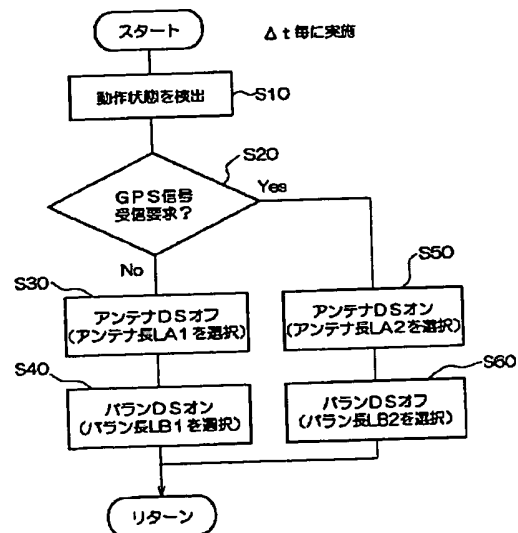 スタート
Δt毎に実施
動作状態を検出
S10
S20
GPS信号
受信要求?
Yes
No
S30
アンテナDSオフ
(アンテナ長LA1を選択)
S40
バランDSオン
(バラン長LB1を選択)
S50
アンテナDSオン
(アンテナ長LA2を選択)
S60
バランDSオフ
(バラン長LB2を選択)
リターン